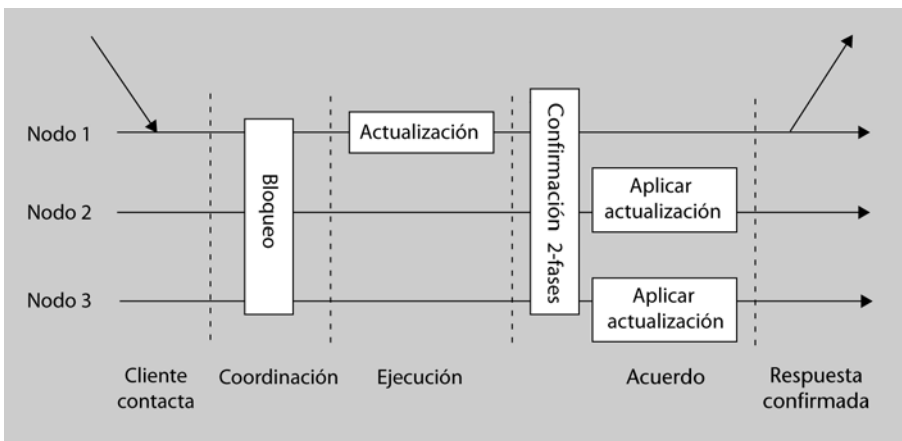 Nodo 1
Actualización
Bloqueo
Confirmación 2-fases
Nodo 2
Aplicar
actualización
Nodo 3
Aplicar
actualización
Cliente
contacta
Coordinación
Ejecución
Acuerdo
Respuesta
confirmada